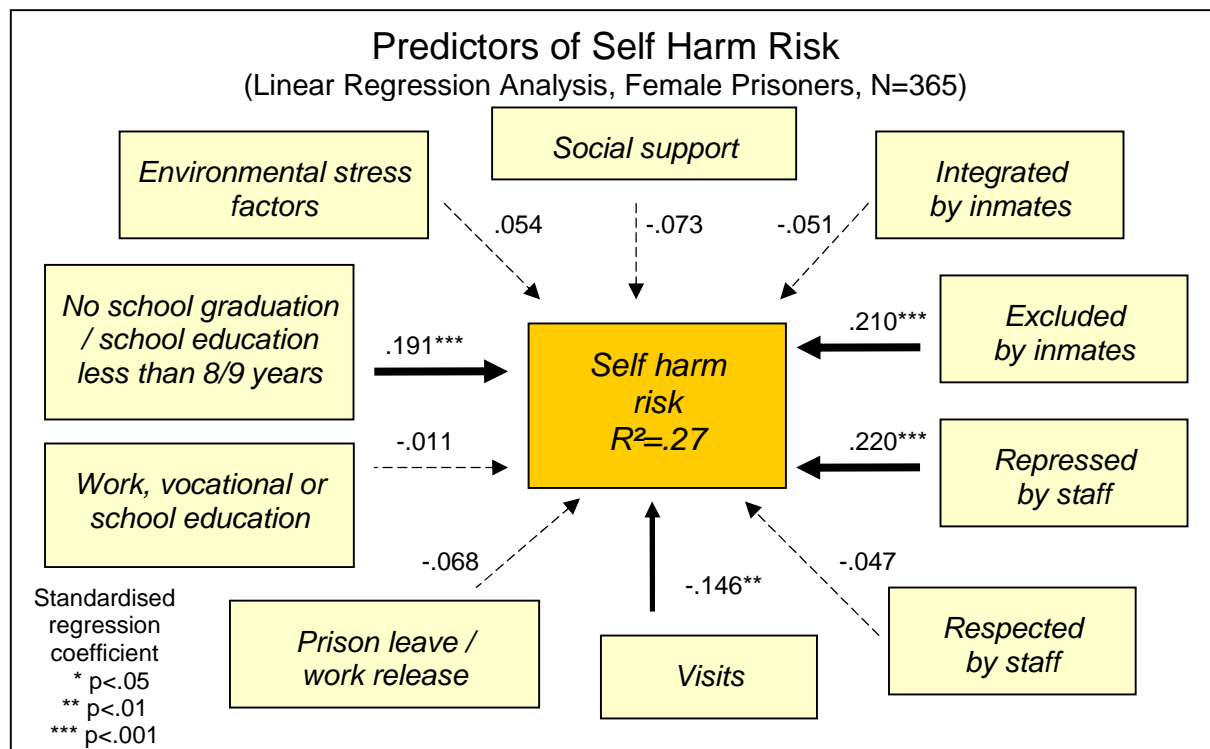 Predictors of Self Harm Risk
(Linear Regression Analysis, Female Prisoners, N=365)
Social support
Environmental stress
factors
Integrated
by inmates
.054
-.073
-.051
No school graduation
/ school education
less than 8/9 years
.191***
Self harm
risk
R²=.27
.210***
Excluded
by inmates
-.011
.220***
Work, vocational or
school education
Repressed
by staff
-.068
-.146**
-.047
Prison leave /
work release
Visits
Respected
by staff
Standardised
regression
coefficient
* p<.05
** p<.01
*** p<.001